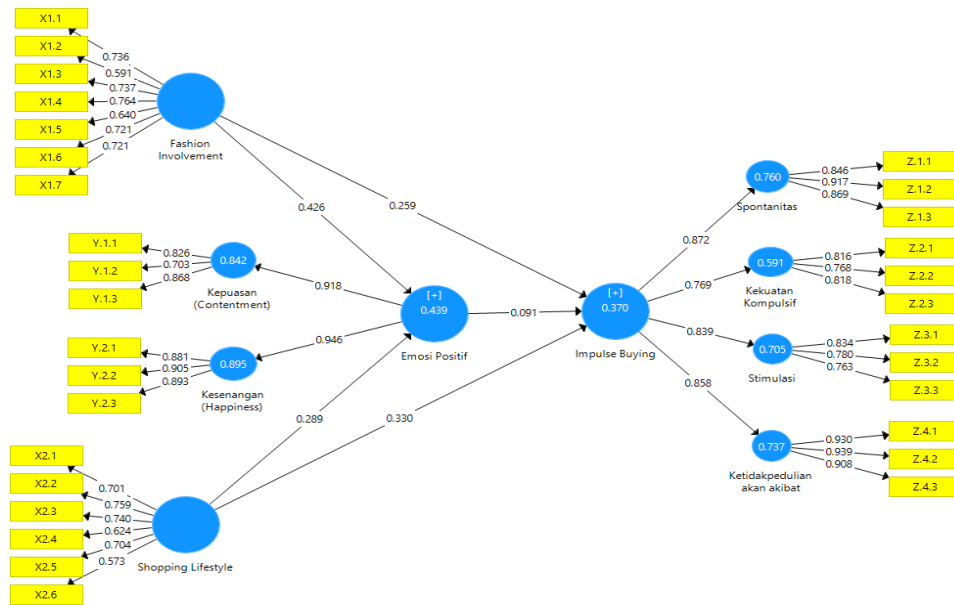 X1.1
X1.2
X1.3
X1.4
X1.5
X1.6
X1.7
0.736
0.591
0.737
0.764
0.640
0.721
0.721
Fashion
Involvement
0.426
0.259
Y.1.1
Y.1.2
Y.1.3
0.826
0.703
0.868
0.842
Kepuasan
(Contentment)
0.918
Y.2.1
Y.2.2
Y.2.3
0.881
0.905
0.893
0.895
Kesenangan
(Happiness)
0.946
[+]
0.439
Emosi Positif
0.091
[+]
0.370
Impulse Buying
0.289
0.330
X2.1
X2.2
X2.3
X2.4
X2.5
X2.6
0.701
0.759
0.740
0.624
0.704
0.573
Shopping Lifestyle
0.872
0.760
Spontanitas
0.846
0.917
0.869
Z.1.1
Z.1.2
Z.1.3
0.769
0.591
Kekuatan
Kompulsif
0.816
0.768
0.818
Z.2.1
Z.2.2
Z.2.3
0.839
0.705
Stimulasi
0.834
0.780
0.763
Z.3.1
Z.3.2
Z.3.3
0.858
0.737
Ketidakpedulian
akan akibat
0.930
0.939
0.908
Z.4.1
Z.4.2
Z.4.3